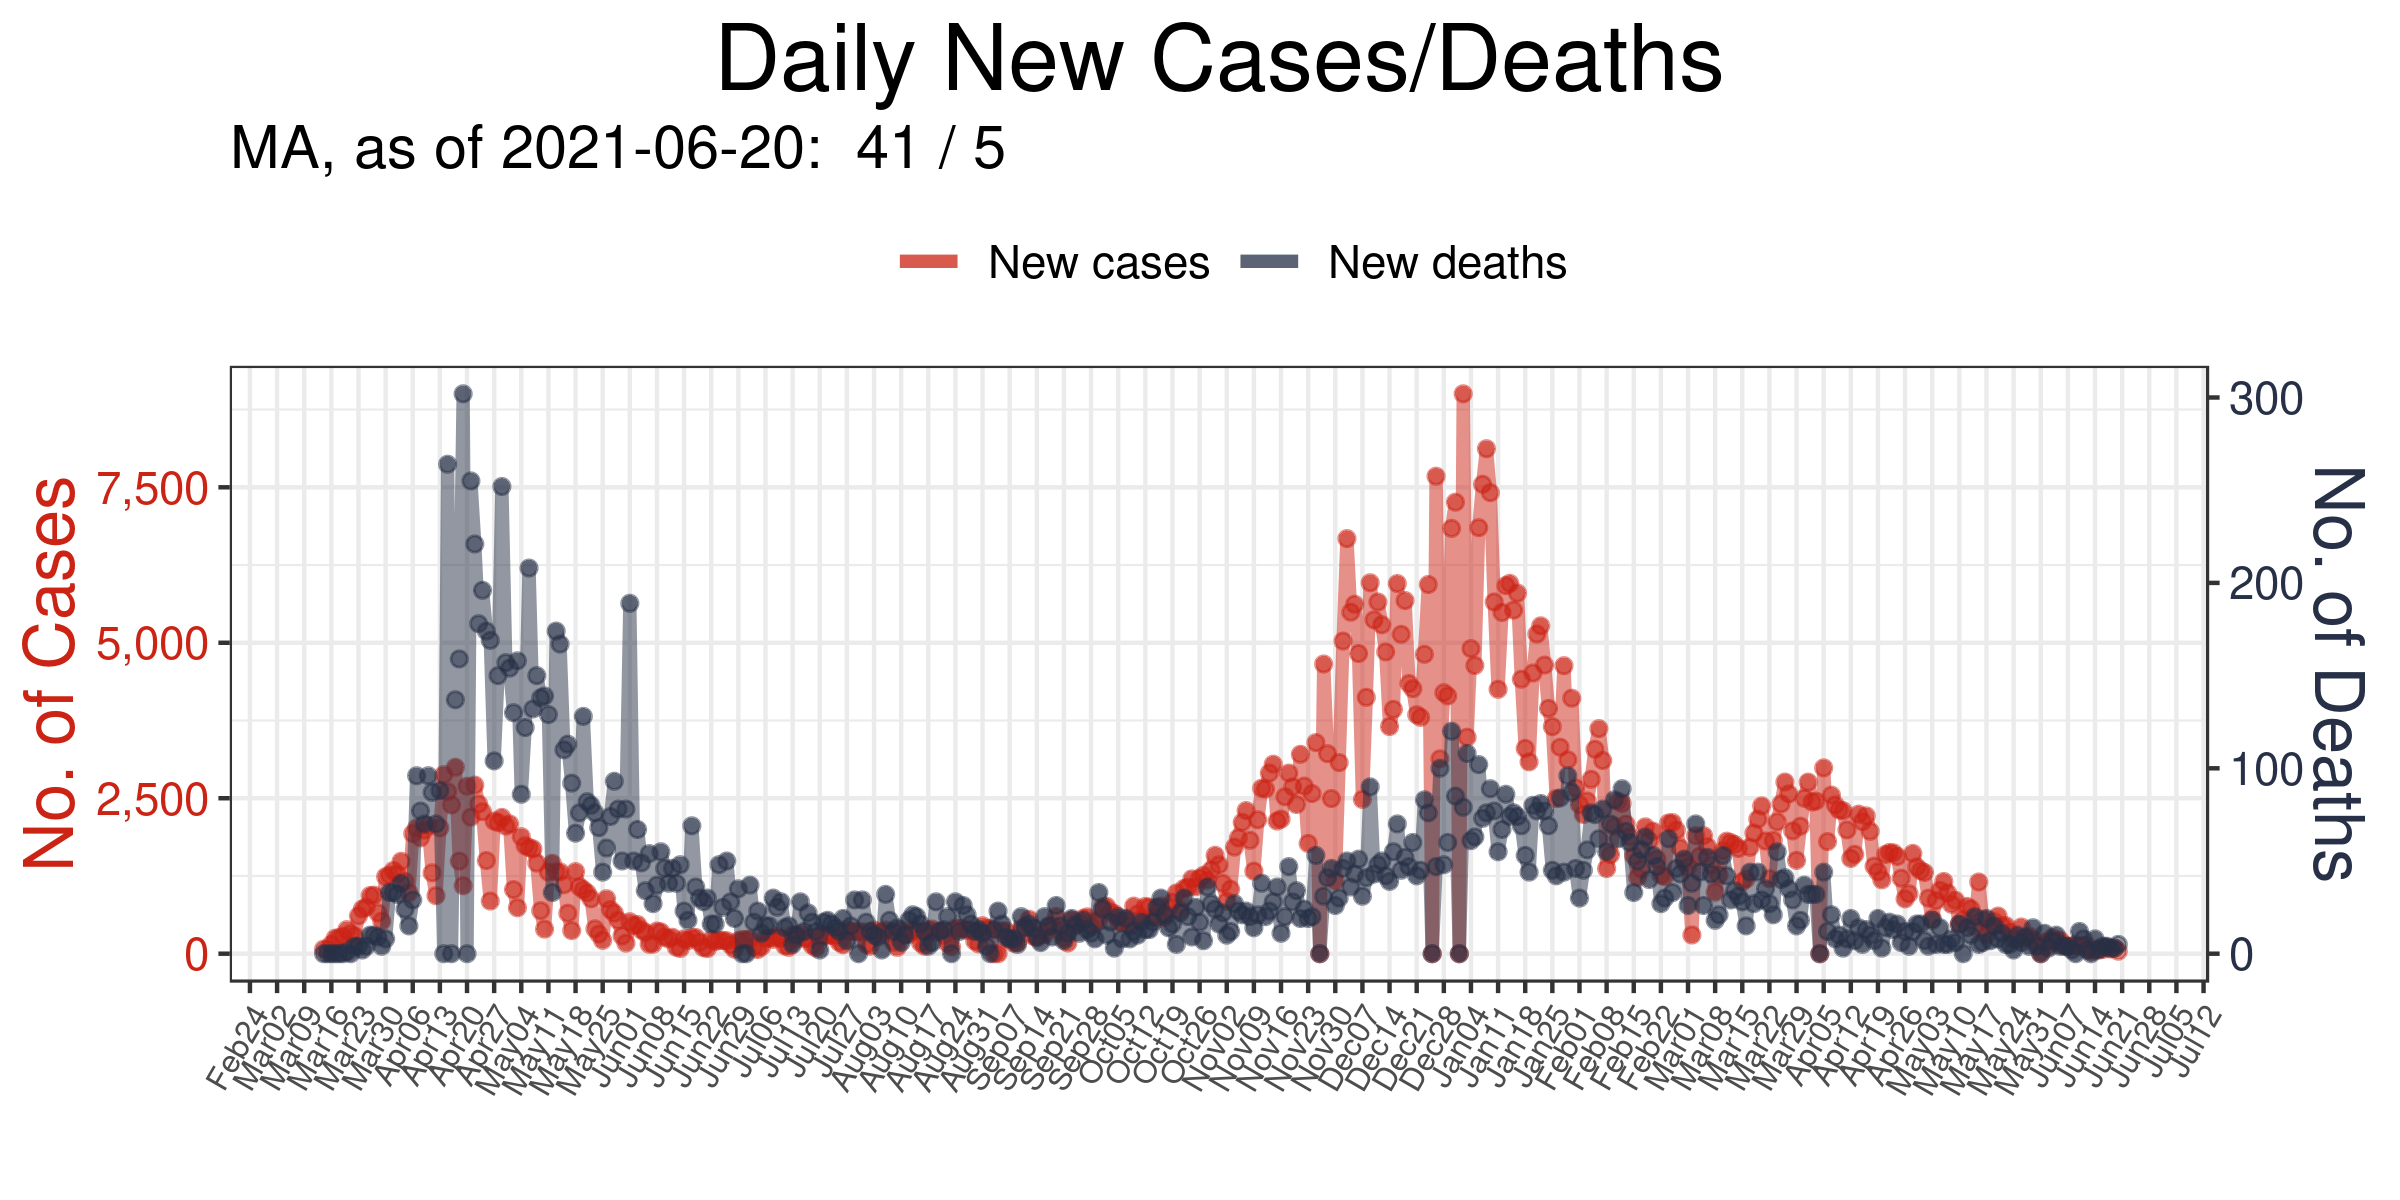 Daily New Cases/Deaths
MA, as of 2021-06-20:  41 / 5
New cases
New deaths
No. of Cases
7,500
5,000
2,500
0
300
200
100
0
No. of Deaths
Feb24
Mar02
Mar09
Mar16
Mar23
Mar30
Apr06
Apr13
Apr20
Apr27
May04
May11
May18
May25
Jun01
Jun08
Jun15
Jun22
Jun29
Jul06
Jul13
Jul20
Jul27
Aug03
Aug10
Aug17
Aug24
Aug31
Sep07
Sep14
Sep21
Sep28
Oct05
Oct12
Oct19
Oct26
Nov02
Nov09
Nov16
Nov23
Nov30
Dec07
Dec14
Dec21
Dec28
Jan04
Jan11
Jan18
Jan25
Feb01
Feb08
Feb15
Feb22
Mar01
Mar08
Mar15
Mar22
Mar29
Apr05
Apr12
Apr19
Apr26
May03
May10
May17
May24
May31
Jun07
Jun14
Jun21
Jun28
Jul05
Jul12